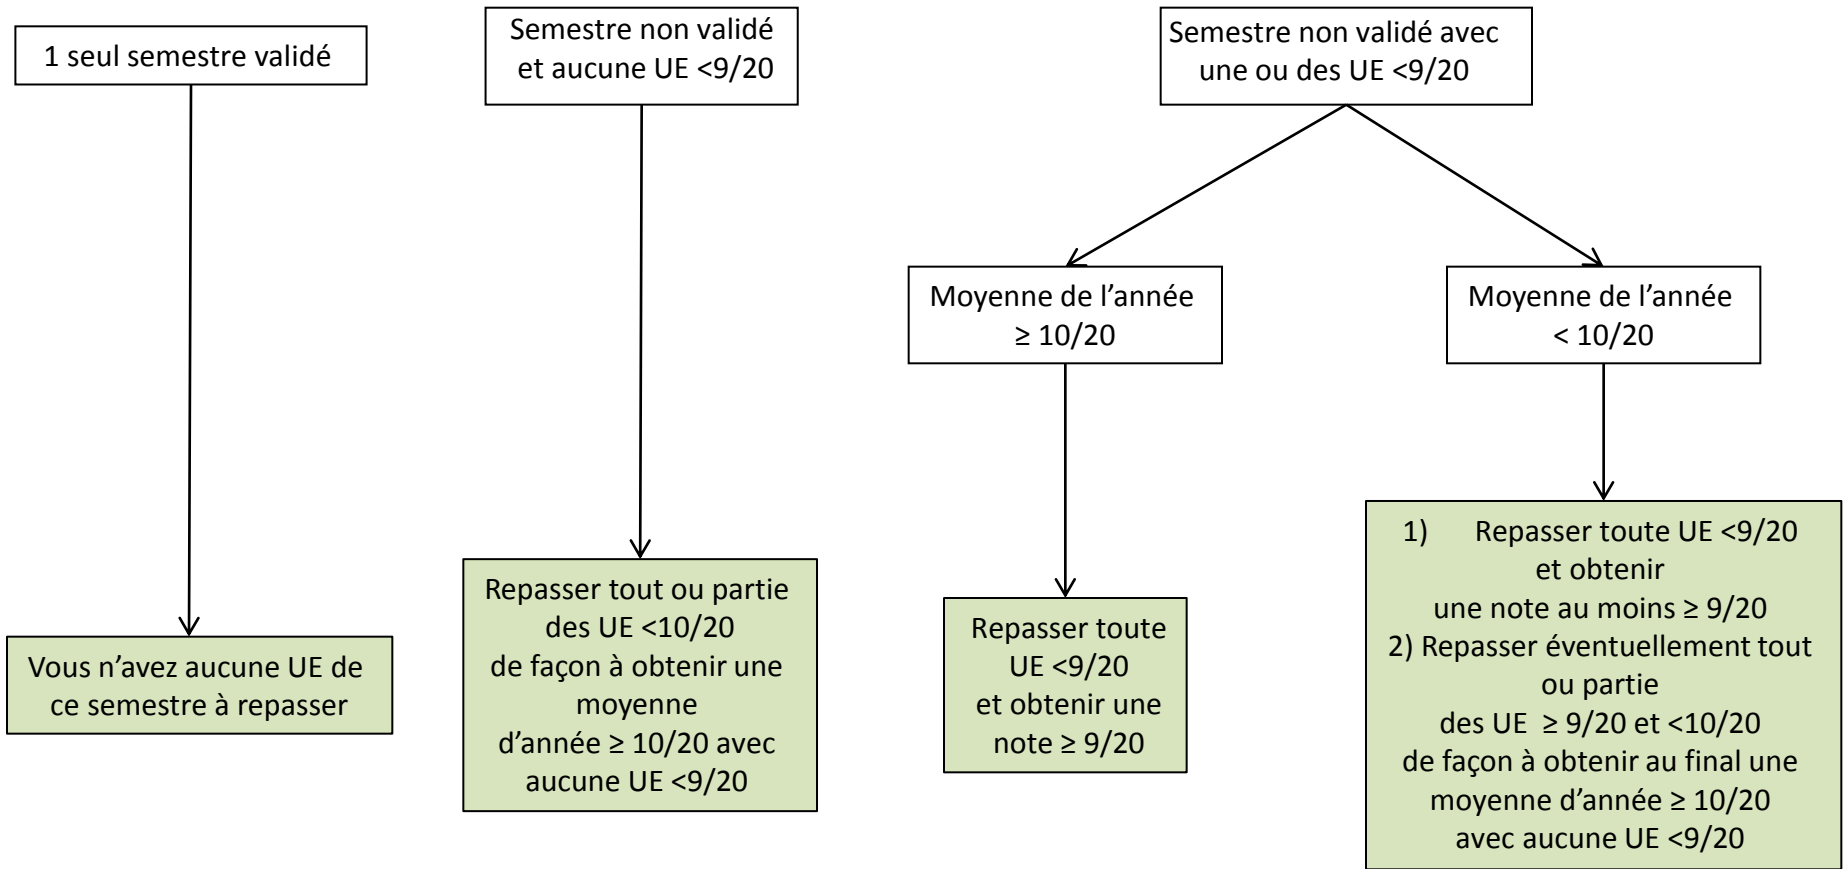 1 seul semestre validé
Semestre non validé
et aucune UE <9/20
Semestre non validé avec
une ou des UE <9/20
Moyenne de l'année
≥ 10/20
Moyenne de l'année
< 10/20
Vous n'avez aucune UE de
ce semestre à repasser
Repasser tout ou partie
des UE <10/20
de façon à obtenir une
moyenne
d'année ≥ 10/20 avec
aucune UE <9/20
Repasser toute
UE <9/20
et obtenir une
note ≥ 9/20
1) Repasser toute UE <9/20
et obtenir
une note au moins ≥ 9/20
2) Repasser éventuellement tout
ou partie
des UE ≥ 9/20 et <10/20
de façon à obtenir au final une
moyenne d'année ≥ 10/20
avec aucune UE <9/20